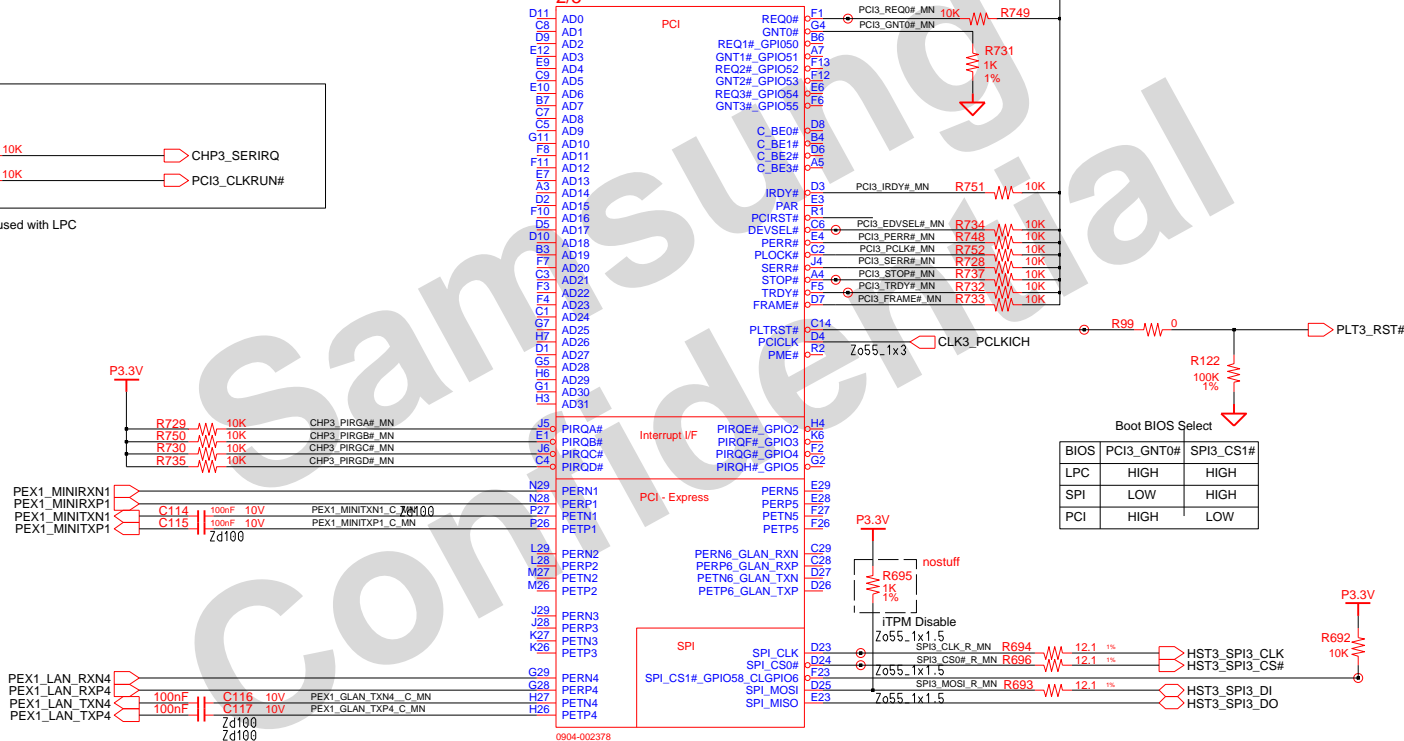 2/6
PCI
D11 AD0
C8 AD1
D9 AD2
E12 AD3
E9 AD4
C9 AD5
E10 AD6
B7 AD7
C7 AD8
C5 AD9
G11 AD10
F8 AD11
F11 AD12
E7 AD13
A3 AD14
D2 AD15
F10 AD16
D5 AD17
D10 AD18
B3 AD19
F7 AD20
C3 AD21
F3 AD22
F4 AD23
C1 AD24
G7 AD25
H7 AD26
D1 AD27
G5 AD28
H6 AD29
G1 AD30
H3 AD31
REQ0# F1 PCI3_REQ0#_MN 10K R749
GNT0# G4 PCI3_GNT0#_MN
REQ1#_GPI050 B6
GNT1#_GPIO51 A7
REQ2#_GPIO52 F13
GNT2#_GPIO53 F12
REQ3#_GPIO54 E6
GNT3#_GPIO55 F6
R731
1K
1%
C_BE0# D8
C_BE1# B4
C_BE2# D6
C_BE3# A5
IRDY# D3 PCI3_IRDY#_MN R751 10K
PAR E3
PCIRST# R1
DEVSEL# C6 PCI3_EDVSEL#_MN R734 10K
PERR# E4 PCI3_PERR#_MN R748 10K
PLOCK# C2 PCI3_PCLK#_MN R752 10K
SERR# J4 PCI3_SERR#_MN R728 10K
STOP# A4 PCI3_STOP#_MN R737 10K
TRDY# F5 PCI3_TRDY#_MN R732 10K
FRAME# D7 PCI3_FRAME#_MN R733 10K
PLTRST# C14 R99 0 PLT3_RST#
PCICLK D4 CLK3_PCLKICH
PME# R2 Zo55_1x3
R122
100K
1%
10K CHP3_SERIRQ
10K PCI3_CLKRUN#
used with LPC
Samsung
Confidential
P3.3V
R729 10K CHP3_PIRGA#_MN J5 PIRQA#
R750 10K CHP3_PIRGB#_MN E1 PIRQB#
R730 10K CHP3_PIRGC#_MN J6 PIRQC#
R735 10K CHP3_PIRGD#_MN C4 PIRQD#
Interrupt I/F
PIRQE#_GPIO2 H4
PIRQF#_GPIO3 K6
PIRQG#_GPIO4 F2
PIRQH#_GPIO5 G2
Boot BIOS Select
BIOS PCI3_GNT0# SPI3_CS1#
LPC HIGH HIGH
SPI LOW HIGH
PCI HIGH LOW
PCI - Express
PEX1_MINIRXN1 N29 PERN1
PEX1_MINIRXP1 N28 PERP1
PEX1_MINITXN1 C114 100nF 10V PEX1_MINITXN1_C_MN Zd100 P27 PETN1
PEX1_MINITXP1 C115 100nF 10V PEX1_MINITXP1_C_MN P26 PETP1
Zd100
L29 PERN2
L28 PERP2
M27 PETN2
M26 PETP2
J29 PERN3
J28 PERP3
K27 PETN3
K26 PETP3
PEX1_LAN_RXN4 G29 PERN4
PEX1_LAN_RXP4 G28 PERP4
PEX1_LAN_TXN4 100nF C116 10V PEX1_GLAN_TXN4__C_MN H27 PETN4
PEX1_LAN_TXP4 100nF C117 10V PEX1_GLAN_TXP4_C_MN H26 PETP4
Zd100
Zd100
PERN5 E29
PERP5 E28
PETN5 F27
PETP5 F26
PERN6_GLAN_RXN C29
PERP6_GLAN_RXP C28
PETN6_GLAN_TXN D27
PETP6_GLAN_TXP D26
P3.3V
nostuff
R695
1K
1%
iTPM Disable
Zo55_1x1.5
SPI
SPI_CLK D23 SPI3_CLK_R_MN R694 12.1 1% HST3_SPI3_CLK
SPI_CS0# D24 SPI3_CS0#_R_MN R696 12.1 1% HST3_SPI3_CS#
Zo55_1x1.5
SPI_CS1#_GPIO58_CLGPIO6 F23
SPI_MOSI D25 SPI3_MOSI_R_MN R693 12.1 1% HST3_SPI3_DI
SPI_MISO E23 HST3_SPI3_DO
Zo55_1x1.5
P3.3V
R692
10K
0904-002378